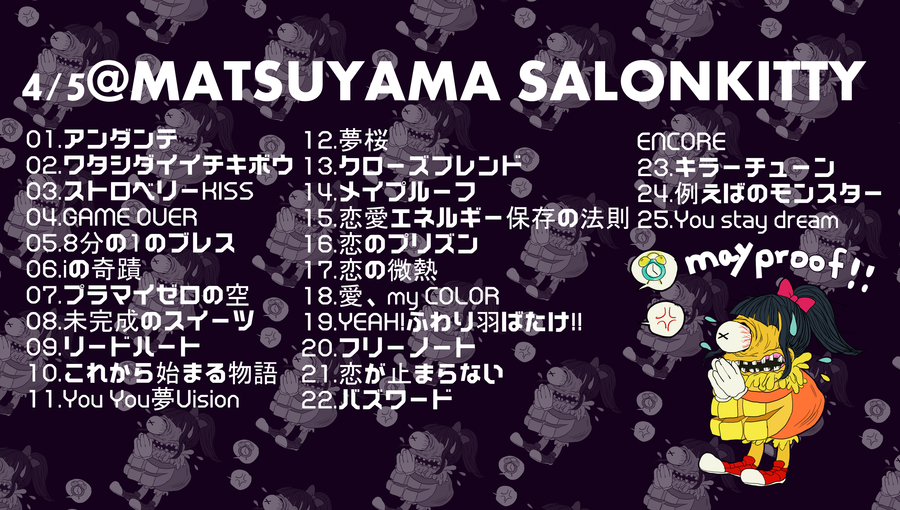 4/5@MATSUYAMA SALONKITTY
01.アンダンテ
02.ワタシダイイチキボウ
03.ストロベリーKISS
04.GAME OVER
05.8分の1のブレス
06.iの奇蹟
07.プラマイゼロの空
08.未完成のスイーツ
09.リードハート
10.これから始まる物語
11.You You夢Vision
12.夢桜
13.クローズフレンド
14.メイプルーフ
15.恋愛エネルギー保存の法則
16.恋のプリズン
17.恋の微熱
18.愛、my COLOR
19.YEAH!ふわり羽ばたけ!!
20.フリーノート
21.恋が止まらない
22.バズワード
ENCORE
23.キラーチューン
24.例えばのモンスター
25.You stay dream
may proof!!